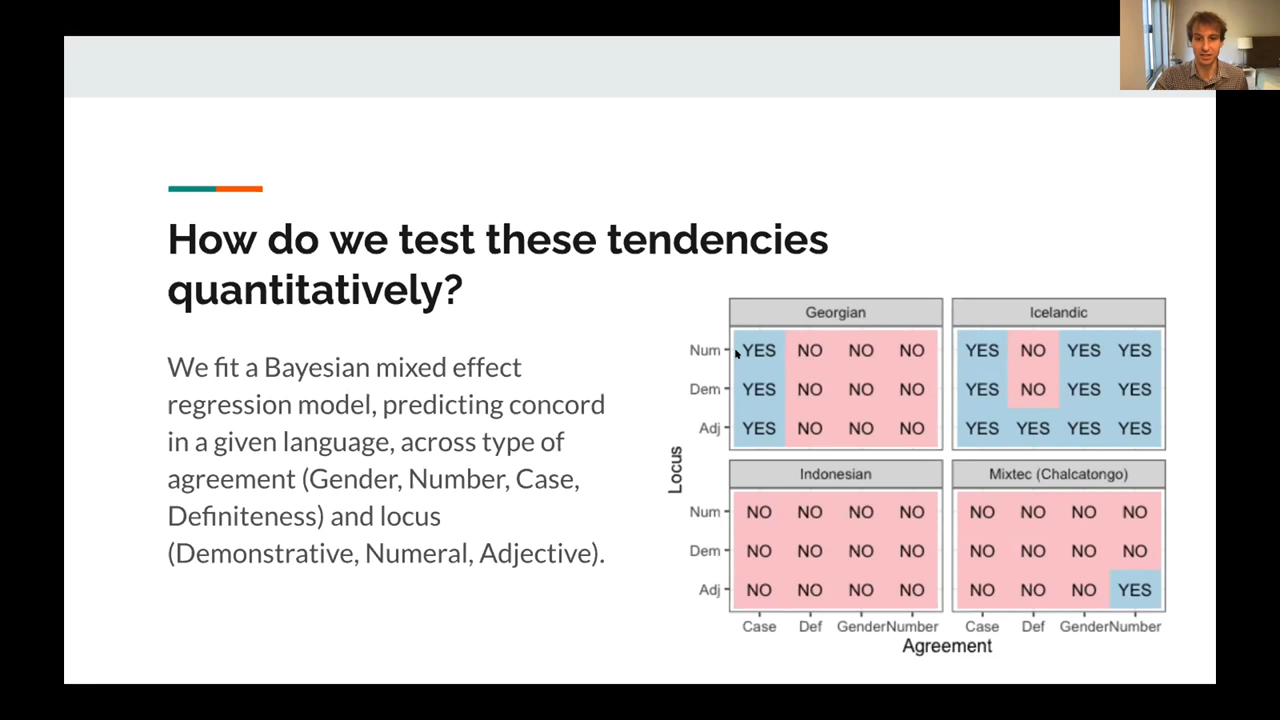 How do we test these tendencies
quantitatively?
We fit a Bayesian mixed effect
regression model, predicting concord
in a given language, across type of
agreement (Gender, Number, Case,
Definiteness) and locus
(Demonstrative, Numeral, Adjective).
Georgian Icelandic
Num YES NO NO NO YES NO YES YES
Dem YES NO NO NO YES NO YES YES
Adj YES NO NO NO YES YES YES YES
Locus
Indonesian Mixtec (Chalcatongo)
Num NO NO NO NO NO NO NO NO
Dem NO NO NO NO NO NO NO NO
Adj NO NO NO NO NO NO NO YES
Case Def Gender Number Case Def Gender Number
Agreement